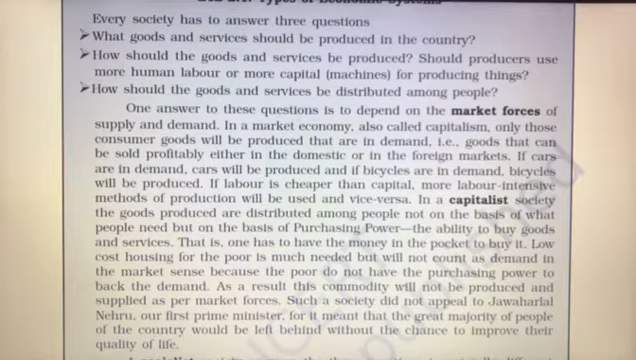 Every society has to answer three questions
➤What goods and services should be produced in the country?
➤How should the goods and services be produced? Should producers use
more human labour or more capital (machines) for producing things?
➤How should the goods and services be distributed among people?
One answer to these questions is to depend on the market forces of
supply and demand. In a market economy, also called capitalism, only those
consumer goods will be produced that are in demand, i.e., goods that can
be sold profitably either in the domestic or in the foreign markets. If cars
are in demand, cars will be produced and if bicycles are in demand, bicycles
will be produced. If labour is cheaper than capital, more labour-intensive
methods of production will be used and vice-versa. In a capitalist society
the goods produced are distributed among people not on the basis of what
people need but on the basis of Purchasing Power—the ability to buy goods
and services. That is, one has to have the money in the pocket to buy it. Low
cost housing for the poor is much needed but will not count as demand in
the market sense because the poor do not have the purchasing power to
back the demand. As a result this commodity will not be produced and
supplied as per market forces. Such a society did not appeal to Jawaharlal
Nehru, our first prime minister, for it meant that the great majority of people
of the country would be left behind without the chance to improve their
quality of life.